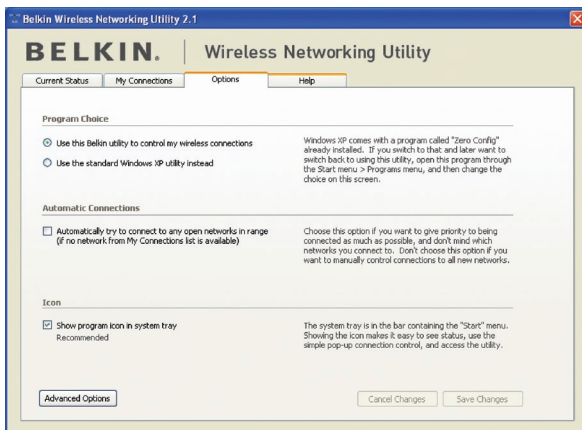 Belkin Wireless Networking Utility 2.1
BELKIN. Wireless Networking Utility
Current Status My Connections Options Help
Program Choice
Use this Belkin utility to control my wireless connections
Use the standard Windows XP utility instead
Windows XP comes with a program called "Zero Config"
already installed. If you switch to that and later want to
switch back to using this utility, open this program through
the Start menu > Programs menu, and then change the
choice on this screen.
Automatic Connections
Automatically try to connect to any open networks in range
(if no network from My Connections list is available)
Choose this option if you want to give priority to being
connected as much as possible, and don't mind which
networks you connect to. Don't choose this option if you
want to manually control connections to all new networks.
Icon
Show program icon in system tray
Recommended
The system tray is in the bar containing the "Start" menu.
Showing the icon makes it easy to see status, use the
simple pop-up connection control, and access the utility.
Advanced Options Cancel Changes Save Changes